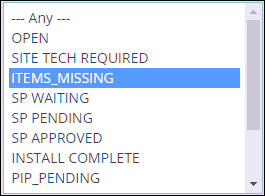 --- Any ---
OPEN
SITE TECH REQUIRED
ITEMS_MISSING
SP WAITING
SP PENDING
SP APPROVED
INSTALL COMPLETE
PIP_PENDING